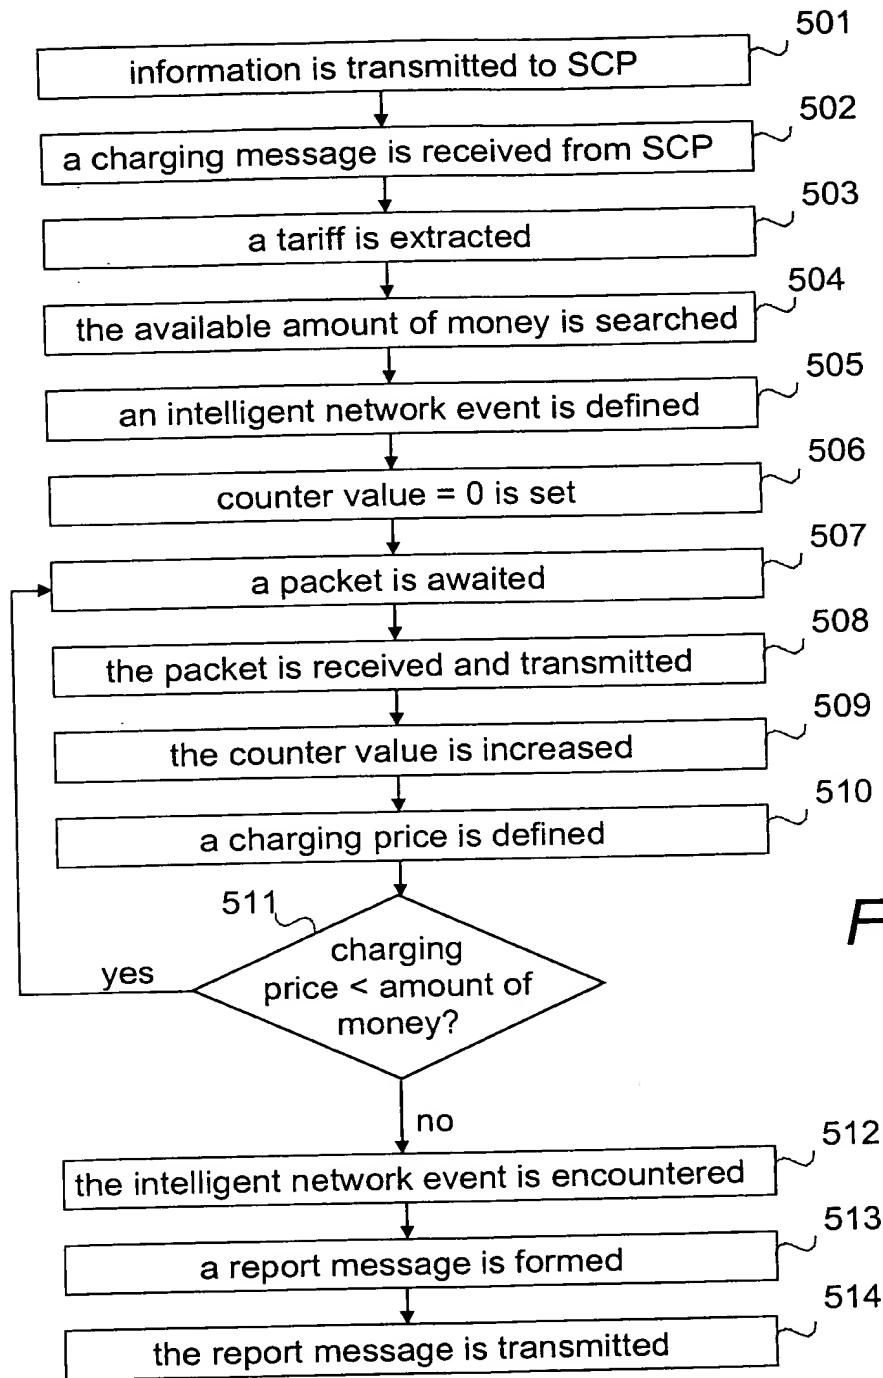 501
information is transmitted to SCP
502
a charging message is received from SCP
503
a tariff is extracted
504
the available amount of money is searched
505
an intelligent network event is defined
506
counter value = 0 is set
507
a packet is awaited
508
the packet is received and transmitted
509
the counter value is increased
510
a charging price is defined
511
charging
price < amount of
money?
yes
F
no
512
the intelligent network event is encountered
513
a report message is formed
514
the report message is transmitted